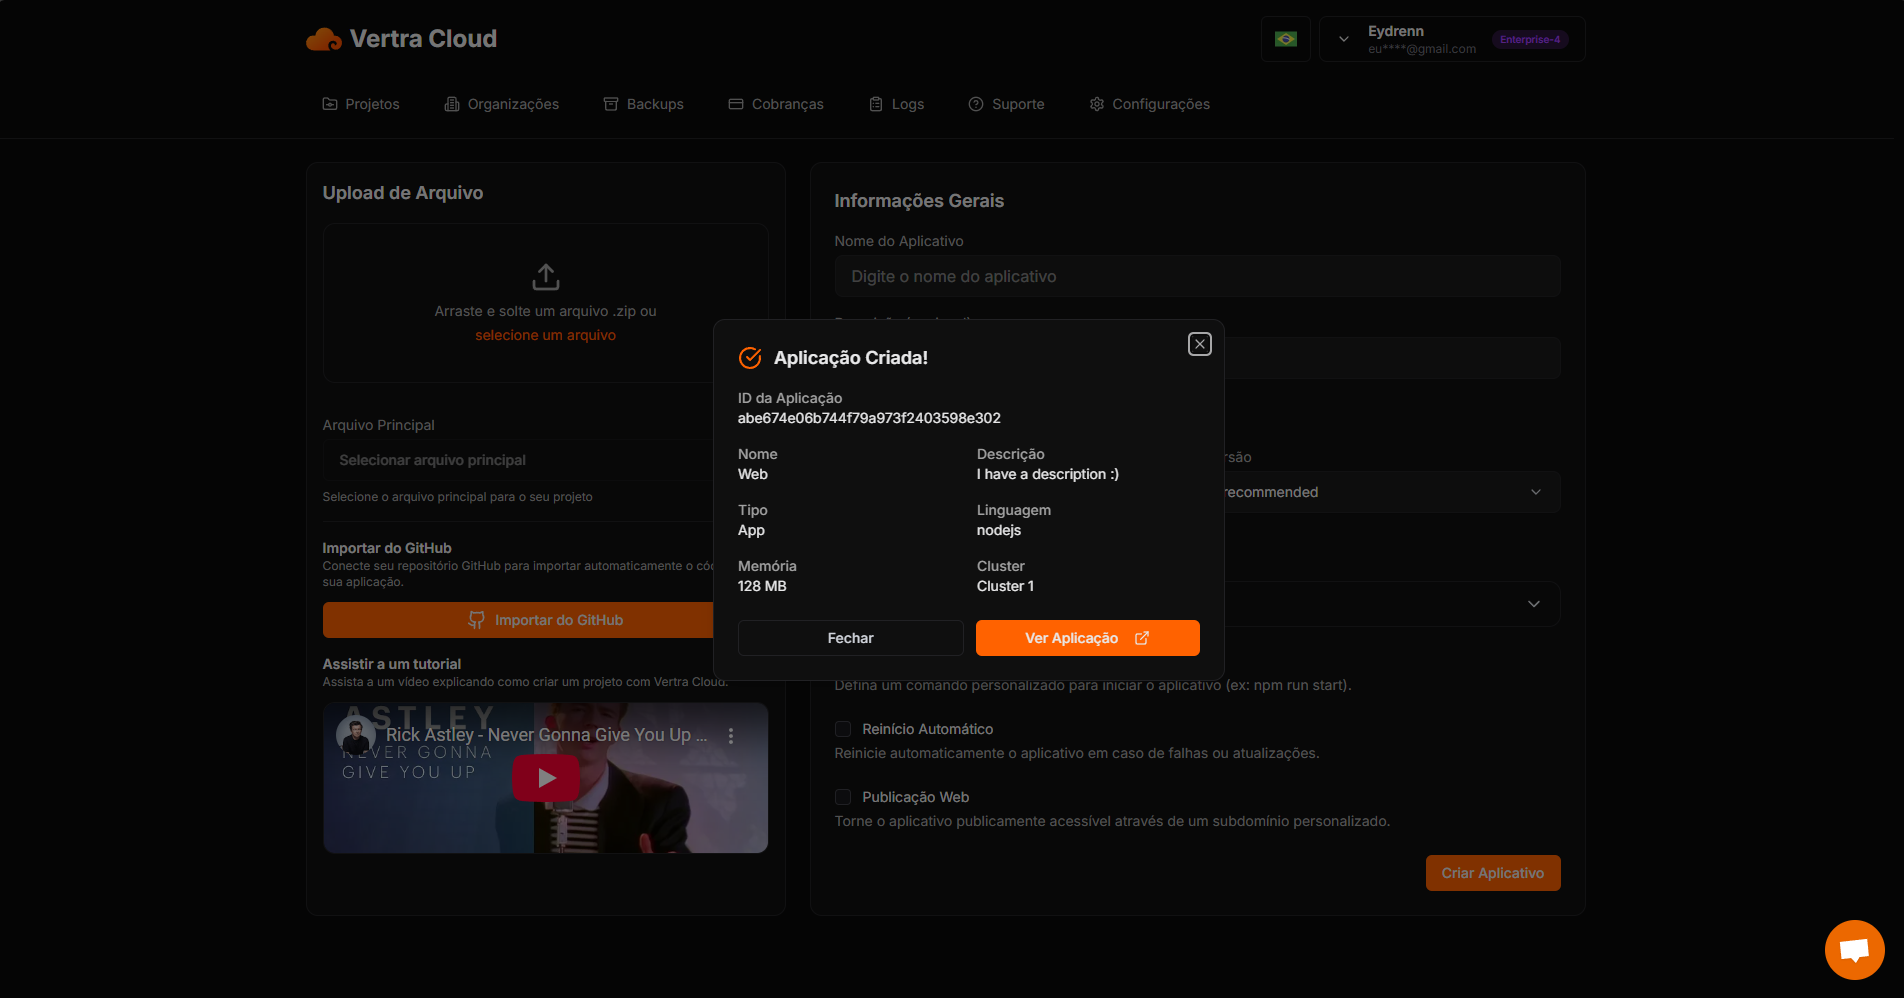 Vertra Cloud
Eydrenn
eu****@gmail.com
Enterprise-4
Projetos
Organizações
Backups
Cobranças
Logs
Suporte
Configurações
Upload de Arquivo
Arraste e solte um arquivo .zip ou
selecione um arquivo
Arquivo Principal
Selecionar arquivo principal
Selecione o arquivo principal para o seu projeto
Importar do GitHub
Conecte seu repositório GitHub para importar automaticamente o cód
sua aplicação.
Importar do GitHub
Assistir a um tutorial
Assista a um vídeo explicando como criar um projeto com Vertra Cloud.
ASTLEY
Rick Astley - Never Gonna Give You Up ...
NEVER GONNA
GIVE YOU UP
Informações Gerais
Nome do Aplicativo
Digite o nome do aplicativo
rsão
recommended
Defina um comando personalizado para iniciar o aplicativo (ex: npm run start).
Reinício Automático
Reinicie automaticamente o aplicativo em caso de falhas ou atualizações.
Publicação Web
Torne o aplicativo publicamente acessível através de um subdomínio personalizado.
Criar Aplicativo
Aplicação Criada!
ID da Aplicação
abe674e06b744f79a973f2403598e302
Nome
Web
Descrição
I have a description :)
Tipo
App
Linguagem
nodejs
Memória
128 MB
Cluster
Cluster 1
Fechar
Ver Aplicação